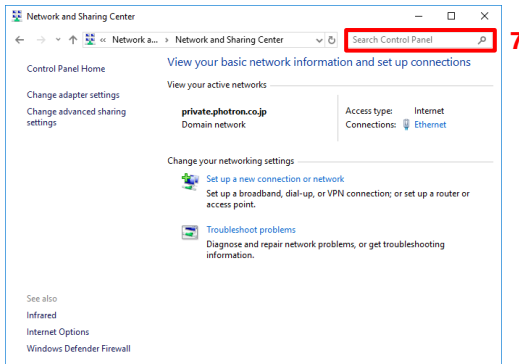 Network and Sharing Center
« Network a... > Network and Sharing Center
Search Control Panel
7
Control Panel Home
Change adapter settings
Change advanced sharing
settings
View your basic network information and set up connections
View your active networks
private.photron.co.jp
Domain network
Access type: Internet
Connections: Ethernet
Change your networking settings
Set up a new connection or network
Set up a broadband, dial-up, or VPN connection; or set up a router or
access point.
Troubleshoot problems
Diagnose and repair network problems, or get troubleshooting
information.
See also
Infrared
Internet Options
Windows Defender Firewall